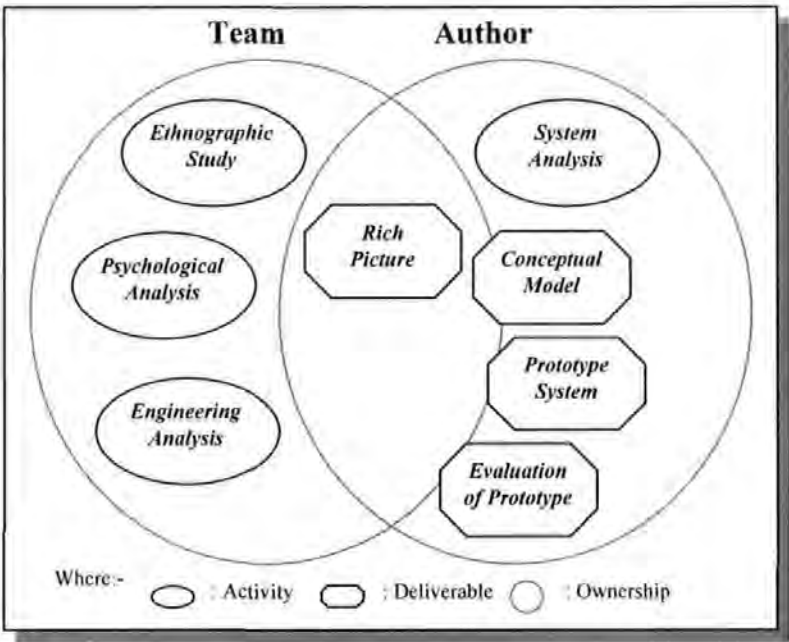 Team Author
Ethnographic
Study
System
Analysis
Rich
Picture
Psychological
Analysis
Conceptual
Model
Prototype
System
Engineering
Analysis
Evaluation
of Prototype
Where:-
: Activity : Deliverable : Ownership